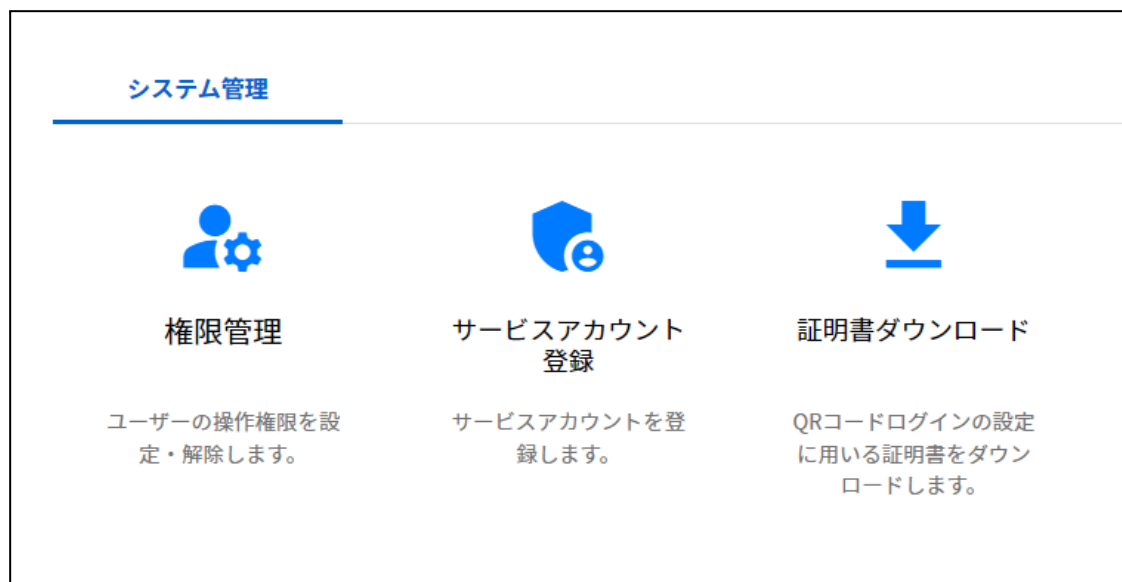 システム管理
権限管理
ユーザーの操作権限を設
定・解除します。
サービスアカウント
登録
サービスアカウントを登
録します。
証明書ダウンロード
QRコードログインの設定
に用いる証明書をダウン
ロードします。